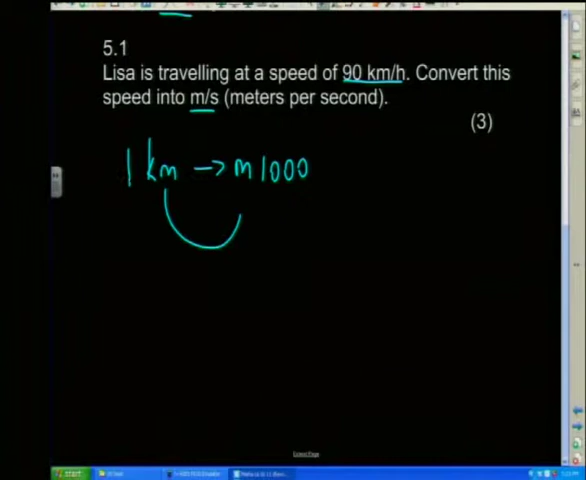 5.1
Lisa is travelling at a speed of 90 km/h. Convert this
speed into m/s (meters per second).
(3)
1 km → m 1000
start